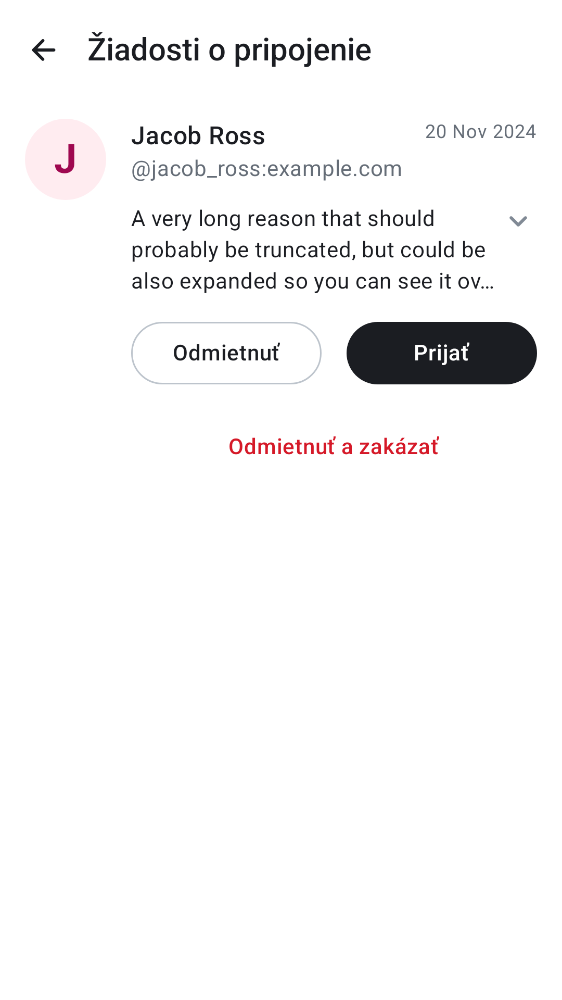 Žiadosti o pripojenie
J
Jacob Ross
20 Nov 2024
@jacob_ross:example.com
A very long reason that should
probably be truncated, but could be
also expanded so you can see it ov…
Odmietnuť
Prijať
Odmietnuť a zakázať